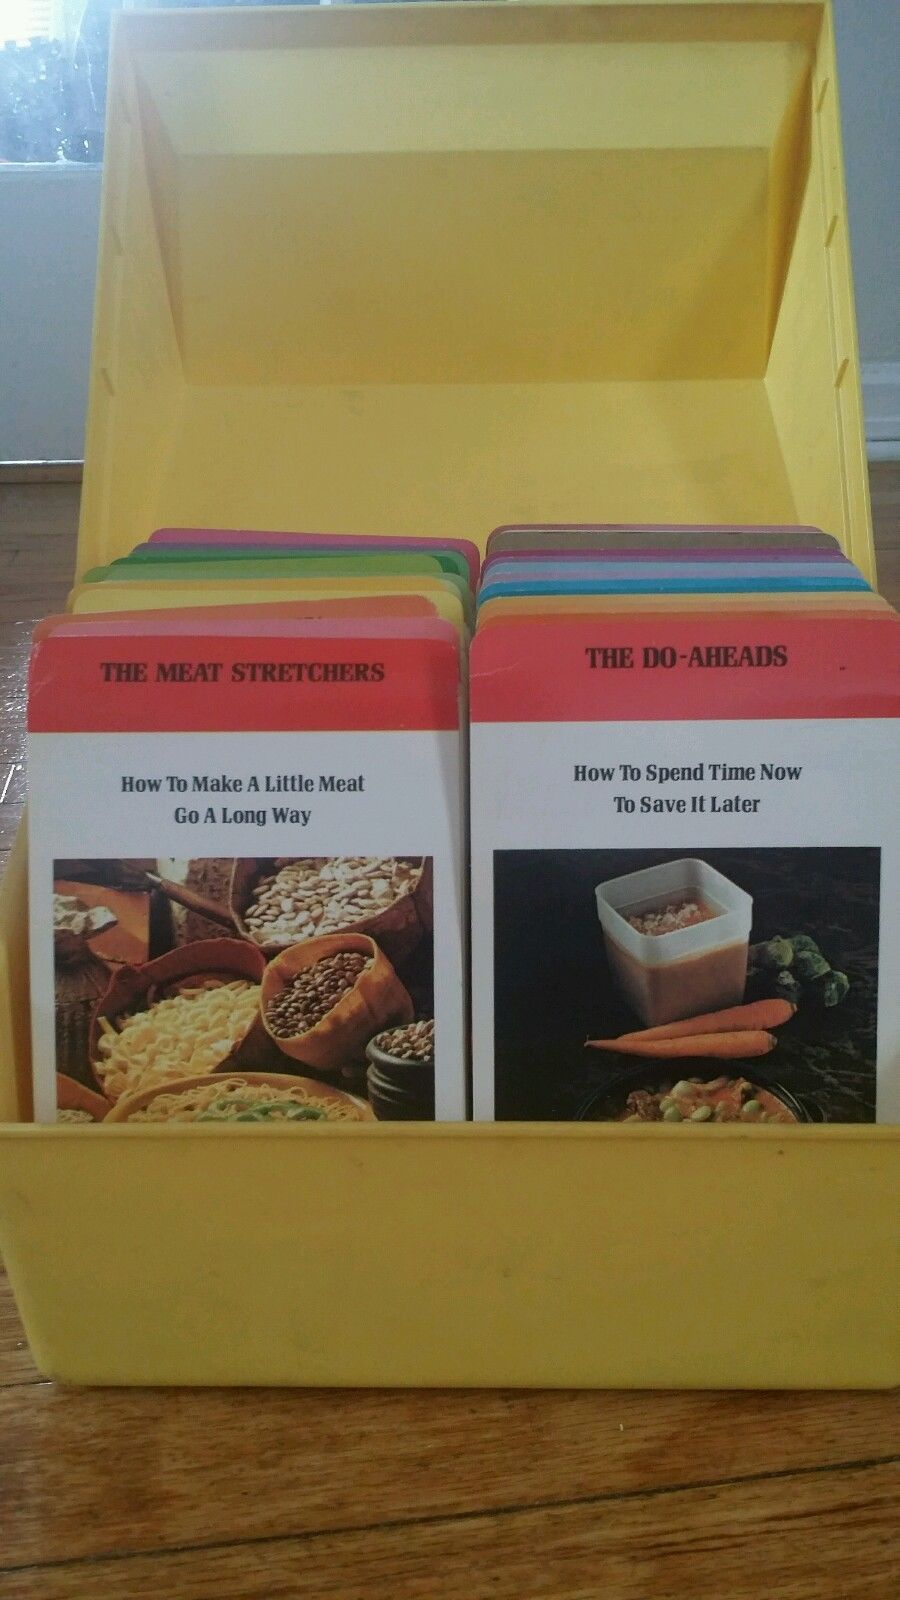 THE MEAT STRETCHERS
How To Make A Little Meat
Go A Long Way
THE DO-AHEADS
How To Spend Time Now
To Save It Later